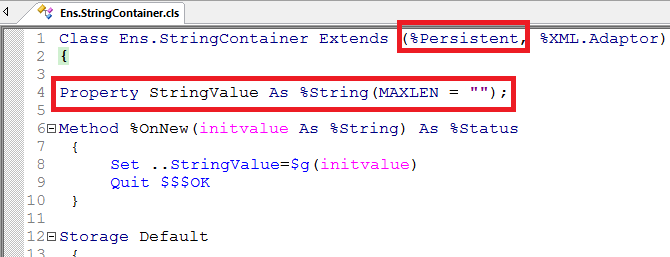 Ens.StringContainer.cls
1 Class Ens.StringContainer Extends (%Persistent, %XML.Adaptor)
2 {
3
4 Property StringValue As %String(MAXLEN = "");
5
6 Method %OnNew(initvalue As %String) As %Status
7 {
8 Set ..StringValue=$g(initvalue)
9 Quit $$$OK
10 }
11
12 Storage Default
13 {